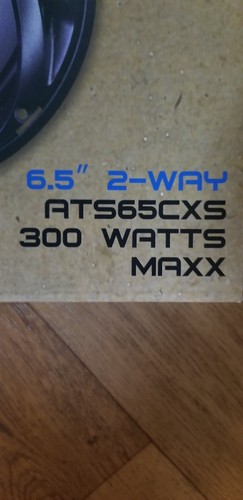 6.5" 2-WAY
ATS65CXS
300 WATTS
MAXX